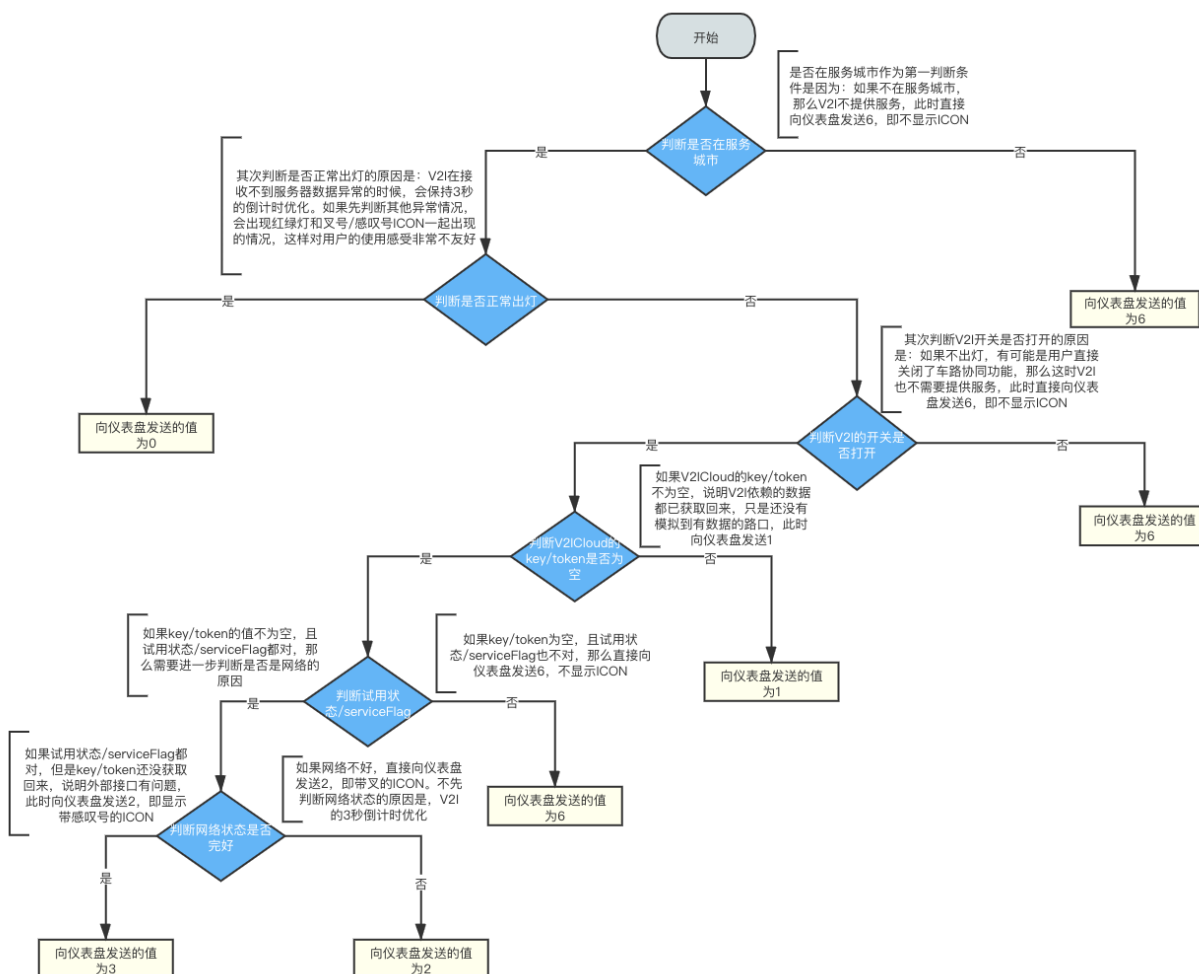 开始
是否在服务城市作为第一判断条
件是因为：如果不在服务城市，
那么V2I不提供服务，此时直接
向仪表盘发送6，即不显示ICON
判断是否在服务
城市
是
否
其次判断是否正常出灯的原因是：V2I在接
收不到服务器数据异常的时候，会保持3秒
的倒计时优化。如果先判断其他异常情况，
会出现红绿灯和叉号/感叹号ICON一起出现
的情况，这样对用户的使用感受非常不友好
判断是否正常出灯
是
否
向仪表盘发送的值
为6
其次判断V2I开关是否打开的原因
是：如果不出灯，有可能是用户直接
关闭了车路协同功能，那么这时V2I
也不需要提供服务，此时直接向仪表
盘发送6，即不显示ICON
向仪表盘发送的值
为0
判断V2I的开关是
否打开
是
否
如果V2ICloud的key/token
不为空，说明V2I依赖的数据
都已获取回来，只是还没有
模拟到有数据的路口，此时
向仪表盘发送1
向仪表盘发送的值
为6
判断V2ICloud的
key/token是否为
空
是
否
如果key/token的值不为空，且
试用状态/serviceFlag都对，那
么需要进一步判断是否是网络的
原因
如果key/token为空，且试用状
态/serviceFlag也不对，那么直接向
仪表盘发送6，不显示ICON
向仪表盘发送的值
为1
判断试用状
态/serviceFlag
是
否
如果试用状态/serviceFlag都
对，但是key/token还没获取
回来，说明外部接口有问题，
此时向仪表盘发送2，即显示
带感叹号的ICON
如果网络不好，直接向仪表盘
发送2，即带叉的ICON。不先
判断网络状态的原因是，V2I
的3秒倒计时优化
向仪表盘发送的值
为6
判断网络状态是否
完好
是
否
向仪表盘发送的值
为3
向仪表盘发送的值
为2